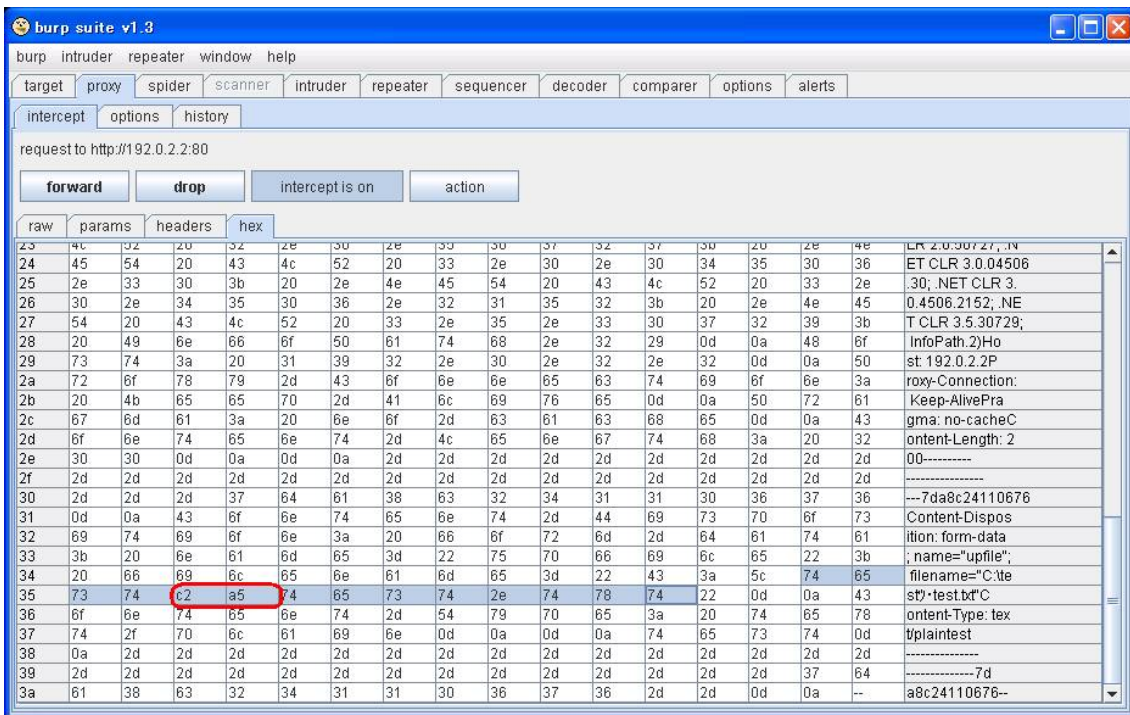 burp suite v1.3
burp intruder repeater window help
target proxy spider scanner intruder repeater sequencer decoder comparer options alerts
intercept options history
request to http://192.0.2.2:80
forward drop intercept is on action
raw params headers hex
23 4c 52 20 32 2e 30 2e 35 30 37 32 37 3b 20 2e 4e LR 2.0.50727; .N
24 45 54 20 43 4c 52 20 33 2e 30 2e 30 34 35 30 36 ET CLR 3.0.04506
25 2e 33 30 3b 20 2e 4e 45 54 20 43 4c 52 20 33 2e .30; .NET CLR 3.
26 30 2e 34 35 30 36 2e 32 31 35 32 3b 20 2e 4e 45 0.4506.2152; .NE
27 54 20 43 4c 52 20 33 2e 35 2e 33 30 37 32 39 3b T CLR 3.5.30729;
28 20 49 6e 66 6f 50 61 74 68 2e 32 29 0d 0a 48 6f InfoPath.2)Ho
29 73 74 3a 20 31 39 32 2e 30 2e 32 2e 32 0d 0a 50 st: 192.0.2.2P
2a 72 6f 78 79 2d 43 6f 6e 6e 65 63 74 69 6f 6e 3a roxy-Connection:
2b 20 4b 65 65 70 2d 41 6c 69 76 65 0d 0a 50 72 61 Keep-AlivePra
2c 67 6d 61 3a 20 6e 6f 2d 63 61 63 68 65 0d 0a 43 gma: no-cacheC
2d 6f 6e 74 65 6e 74 2d 4c 65 6e 67 74 68 3a 20 32 ontent-Length: 2
2e 30 30 0d 0a 0d 0a 2d 2d 2d 2d 2d 2d 2d 2d 2d 2d 00----------
2f 2d 2d 2d 2d 2d 2d 2d 2d 2d 2d 2d 2d 2d 2d 2d 2d ----------------
30 2d 2d 2d 37 64 61 38 63 32 34 31 31 30 36 37 36 ---7da8c24110676
31 0d 0a 43 6f 6e 74 65 6e 74 2d 44 69 73 70 6f 73 Content-Dispos
32 69 74 69 6f 6e 3a 20 66 6f 72 6d 2d 64 61 74 61 ition: form-data
33 3b 20 6e 61 6d 65 3d 22 75 70 66 69 6c 65 22 3b ; name="upfile";
34 20 66 69 6c 65 6e 61 6d 65 3d 22 43 3a 5c 74 65 filename="C:\te
35 73 74 c2 a5 74 65 73 74 2e 74 78 74 22 0d 0a 43 stﾂ･test.txt"C
36 6f 6e 74 65 6e 74 2d 54 79 70 65 3a 20 74 65 78 ontent-Type: tex
37 74 2f 70 6c 61 69 6e 0d 0a 0d 0a 74 65 73 74 0d t/plaintest
38 0a 2d 2d 2d 2d 2d 2d 2d 2d 2d 2d 2d 2d 2d 2d 2d ---------------
39 2d 2d 2d 2d 2d 2d 2d 2d 2d 2d 2d 2d 2d 2d 37 64 --------------7d
3a 61 38 63 32 34 31 31 30 36 37 36 2d 2d 0d 0a -- a8c24110676--